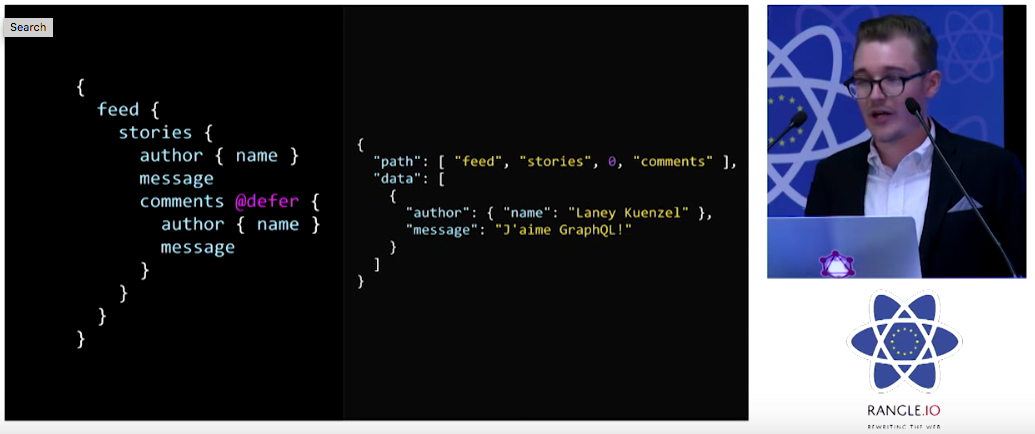 Search
{
feed {
stories {
author { name }
message
comments @defer {
author { name }
message
}
}
}
}
{
"path": [ "feed", "stories", 0, "comments" ],
"data": [
{
"author": { "name": "Laney Kuenzel" },
"message": "J'aime GraphQL!"
}
]
}
RANGLE.IO
REWRITING THE WEB